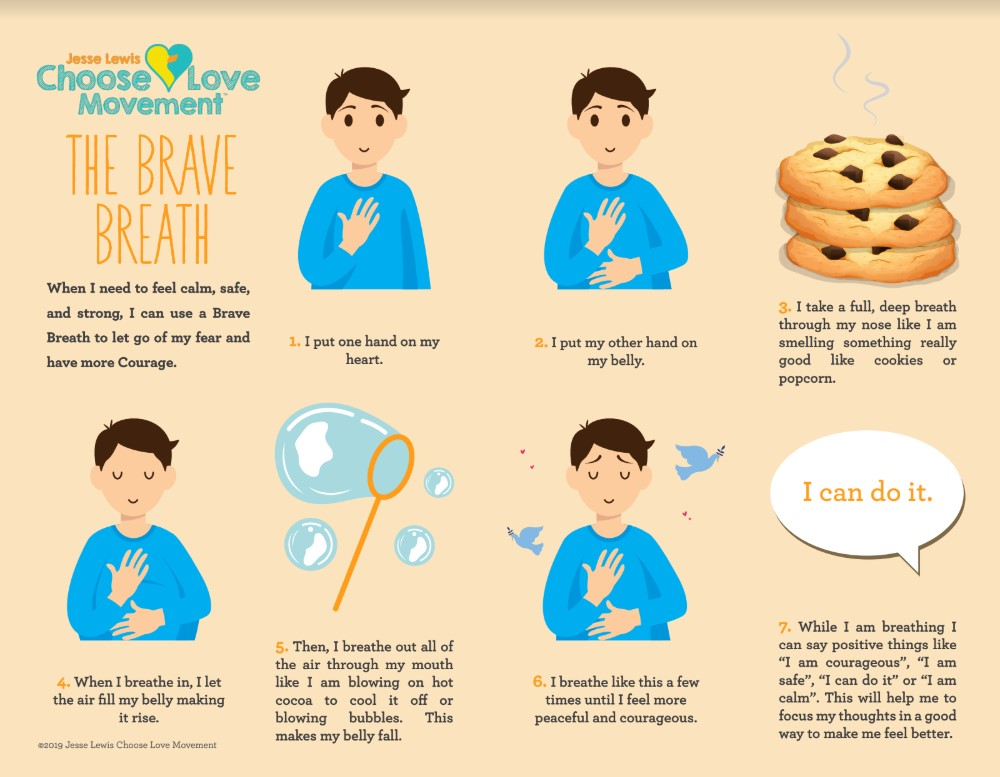 Jesse Lewis
Choose Love
Movement™
THE BRAVE
BREATH
When I need to feel calm, safe,
and strong, I can use a Brave
Breath to let go of my fear and
have more Courage.
1. I put one hand on my
heart.
2. I put my other hand on
my belly.
3. I take a full, deep breath
through my nose like I am
smelling something really
good like cookies or
popcorn.
4. When I breathe in, I let
the air fill my belly making
it rise.
5. Then, I breathe out all of
the air through my mouth
like I am blowing on hot
cocoa to cool it off or
blowing bubbles. This
makes my belly fall.
6. I breathe like this a few
times until I feel more
peaceful and courageous.
I can do it.
7. While I am breathing I
can say positive things like
“I am courageous”, “I am
safe”, “I can do it” or “I am
calm”. This will help me to
focus my thoughts in a good
way to make me feel better.
©2019 Jesse Lewis Choose Love Movement